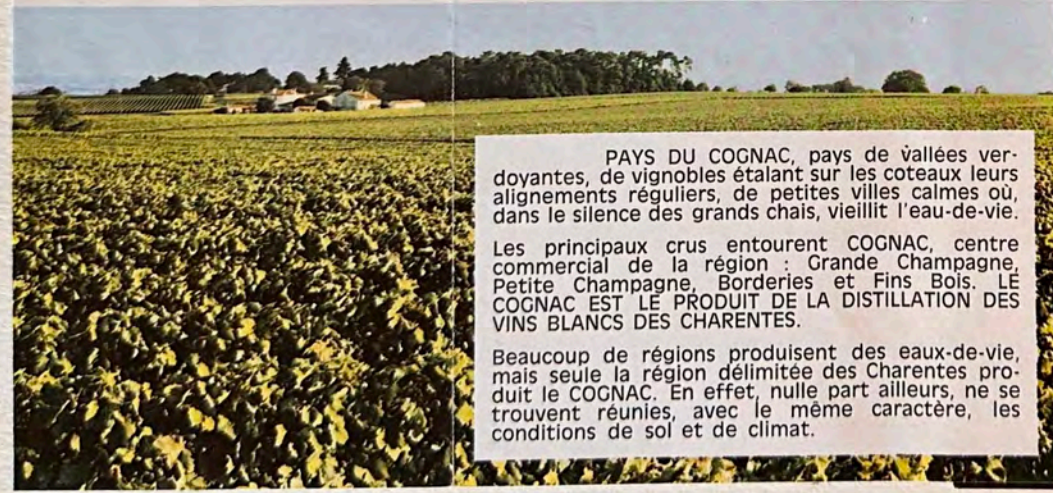 PAYS DU COGNAC, pays de vallées ver-
doyantes, de vignobles étalant sur les coteaux leurs
alignements réguliers, de petites villes calmes où,
dans le silence des grands chais, vieillit l'eau-de-vie.
Les principaux crus entourent COGNAC, centre
commercial de la région : Grande Champagne,
Petite Champagne, Borderies et Fins Bois. LE
COGNAC EST LE PRODUIT DE LA DISTILLATION DES
VINS BLANCS DES CHARENTES.
Beaucoup de régions produisent des eaux-de-vie,
mais seule la région délimitée des Charentes pro-
duit le COGNAC. En effet, nulle part ailleurs, ne se
trouvent réunies, avec le même caractère, les
conditions de sol et de climat.